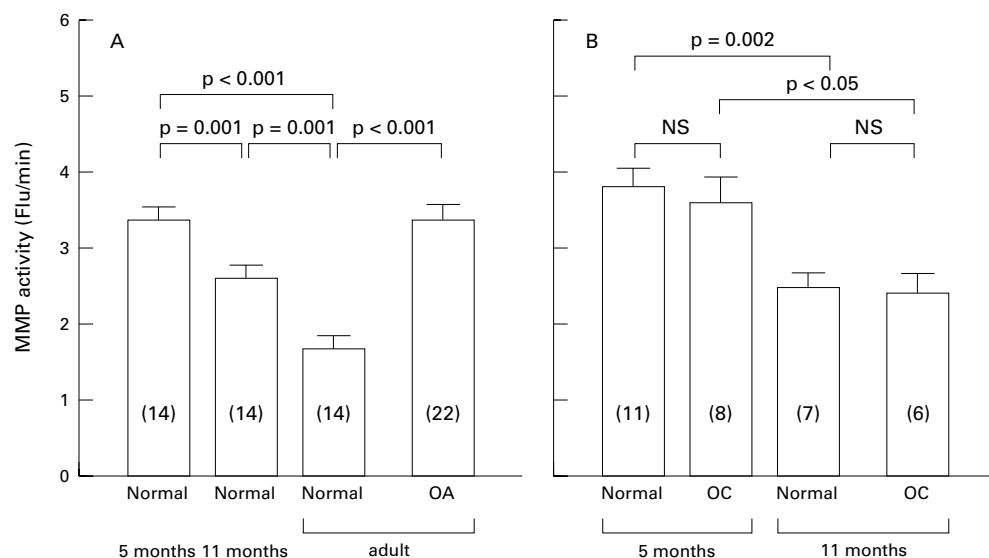 6
A
B
p = 0.002
p < 0.001
p < 0.05
5
p = 0.001
p = 0.001
p < 0.001
NS
NS
4
3
2
1
0
MMP activity (Flu/min)
(14)
(14)
(14)
(22)
(11)
(8)
(7)
(6)
Normal
Normal
Normal
OA
Normal
OC
Normal
OC
5 months
11 months
adult
5 months
11 months